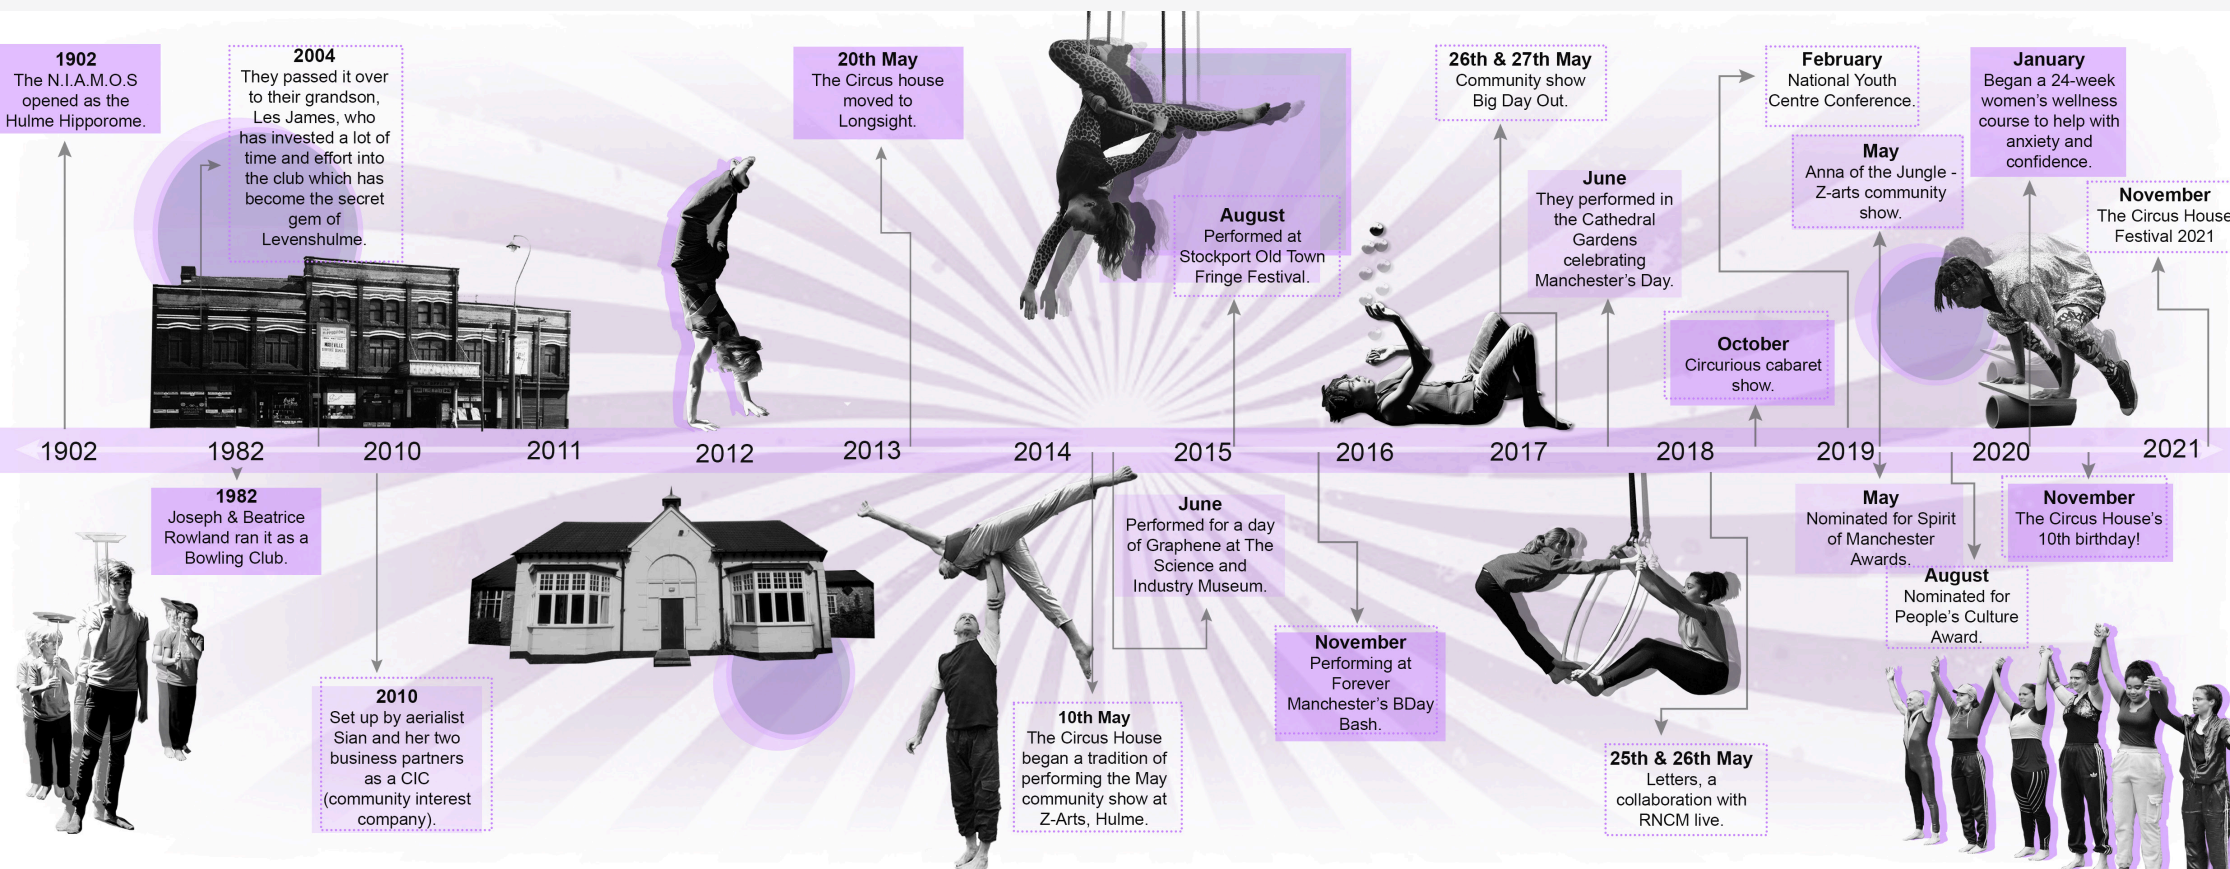 1902
The N.I.A.M.O.S
opened as the
Hulme Hipporome.
2004
They passed it over
to their grandson,
Les James, who
has invested a lot of
time and effort into
the club which has
become the secret
gem of
Levenshulme.
20th May
The Circus house
moved to
Longsight.
August
Performed at
Stockport Old Town
Fringe Festival.
26th & 27th May
Community show
Big Day Out.
June
They performed in
the Cathedral
Gardens
celebrating
Manchester's Day.
October
Circurious cabaret
show.
February
National Youth
Centre Conference.
May
Anna of the Jungle -
Z-arts community
show.
January
Began a 24-week
women's wellness
course to help with
anxiety and
confidence.
November
The Circus House
Festival 2021
1902 1982 2010 2011 2012 2013 2014 2015 2016 2017 2018 2019 2020 2021
1982
Joseph & Beatrice
Rowland ran it as a
Bowling Club.
2010
Set up by aerialist
Sian and her two
business partners
as a CIC
(community interest
company).
10th May
The Circus House
began a tradition of
performing the May
community show at
Z-Arts, Hulme.
June
Performed for a day
of Graphene at The
Science and
Industry Museum.
November
Performing at
Forever
Manchester's BDay
Bash.
25th & 26th May
Letters, a
collaboration with
RNCM live.
May
Nominated for Spirit
of Manchester
Awards.
August
Nominated for
People's Culture
Award.
November
The Circus House's
10th birthday!